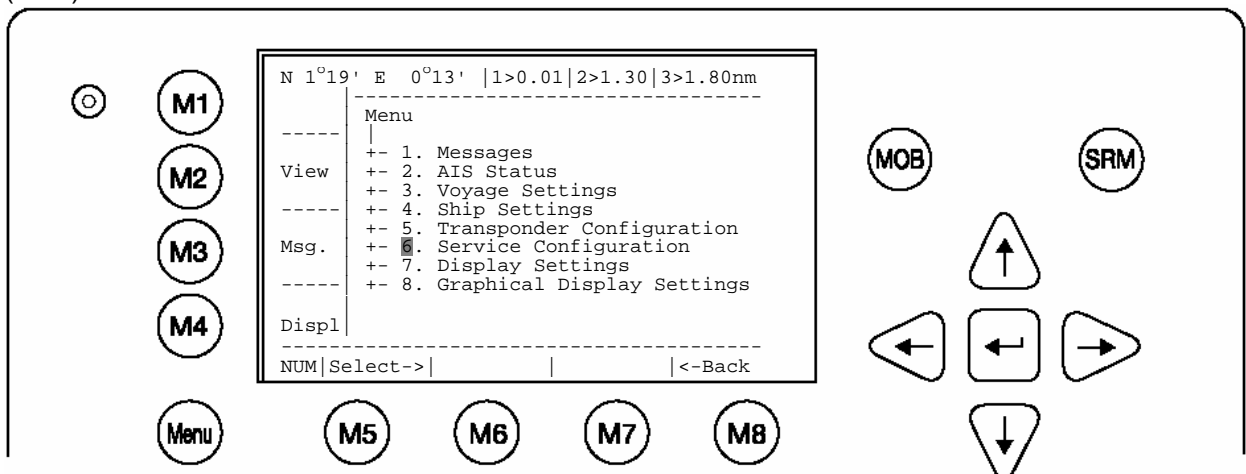 N 1°19' E 0°13' |1>0.01|2>1.30|3>1.80nm
M1
Menu
M2
View
+- 1. Messages
+- 2. AIS Status
+- 3. Voyage Settings
+- 4. Ship Settings
+- 5. Transponder Configuration
+- 6. Service Configuration
+- 7. Display Settings
+- 8. Graphical Display Settings
MOB
SRM
M3
Msg.
M4
Displ
NUM|Select->| | |<-Back
Menu
M5
M6
M7
M8